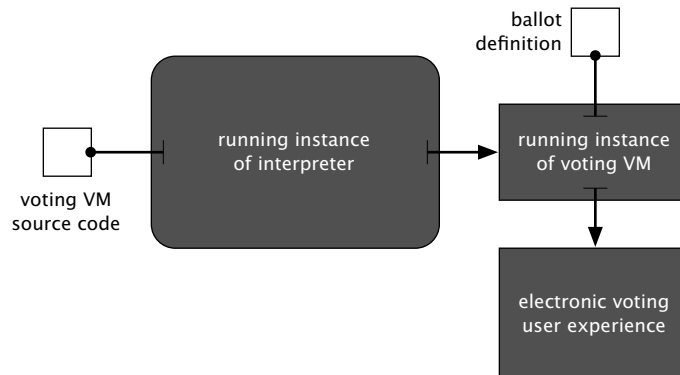 ballot
definition
running instance
of interpreter
running instance
of voting VM
voting VM
source code
electronic voting
user experience